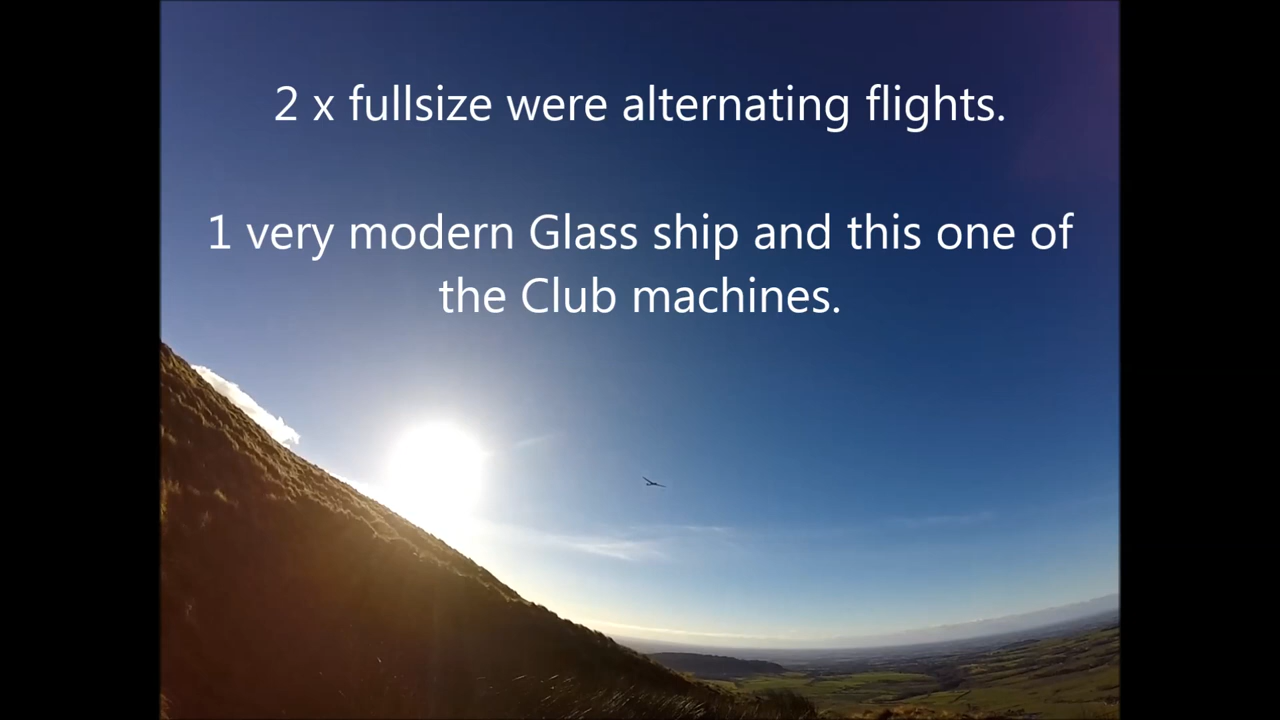 2 x fullsize were alternating flights.
1 very modern Glass ship and this one of
the Club machines.